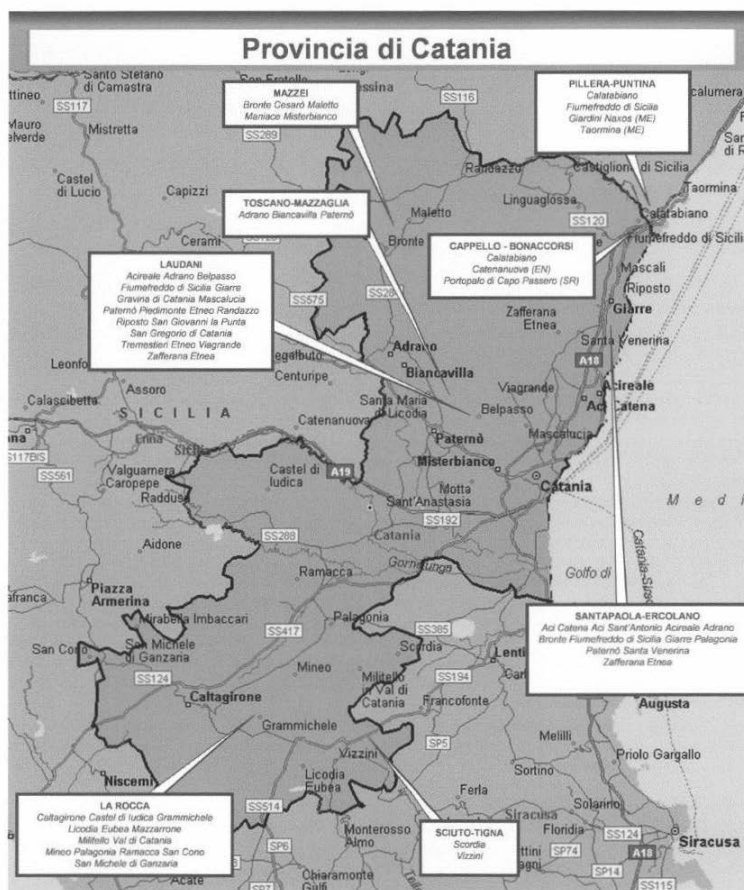 Provincia di Catania
Santo Stefano
di Camastra
SS117
Mistretta
SS289
SS116
MAZZEI
Bronte Cesarò Maletto
Maniace Misterbianco
PILLERA-PUNTINA
Calatabiano
Fiumefreddo di Sicilia
Giardini Naxos (ME)
Taormina (ME)
Castel
di Lucio
Capizzi
Cerami
Randazzo
Castiglione di Sicilia
Linguaglossa
Taormina
TOSCANO-MAZZAGLIA
Adrano Biancavilla Paternò
Maletto
Bronte
SS120
Calatabiano
Fiumefreddo di Sicilia
CAPPELLO - BONACCORSI
Calatabiano
Catenanuova (EN)
Portopalo di Capo Passero (SR)
LAUDANI
Acireale Adrano Belpasso
Fiumefreddo di Sicilia Giarre
Gravina di Catania Mascalucia
Paternò Piedimonte Etneo Randazzo
Riposto San Giovanni la Punta
San Gregorio di Catania
Tremestieri Etneo Viagrande
Zafferana Etnea
SS575
Mascali
Riposto
Giarre
Zafferana
Etnea
Santa Venerina
A18
Adrano
Biancavilla
Centuripe
Assoro
Calascibetta
SICILIA
Santa Maria
di Licodia
Viagrande
Belpasso
Acireale
Aci Catena
Catenanuova
Enna
Paternò
Mascalucia
Misterbianco
S117BIS
SS561
Valguarnera
Caropepe
Castel di
Iudica
A19
Motta
Sant'Anastasia
Catania
Raddusa
SS192
Catania
SS288
Aidone
Gornalunga
Golfo di
Piazza
Armerina
Ramacca
Mirabella Imbaccari
SS417
Palagonia
SS385
SANTAPAOLA-ERCOLANO
Aci Catena Aci Sant'Antonio Acireale Adrano
Bronte Fiumefreddo di Sicilia Giarre Palagonia
Paternò Santa Venerina
Zafferana Etnea
San Cono
San Michele
di Ganzaria
Scordia
Mineo
SS124
Militello
in Val di
Catania
SS194
Caltagirone
Francofonte
Augusta
Grammichele
SP5
Melilli
Vizzini
Priolo Gargallo
Niscemi
Licodia
Eubea
Sortino
Ferla
LA ROCCA
Caltagirone Castel di Iudica Grammichele
Licodia Eubea Mazzarrone
Militello Val di Catania
Mineo Palagonia Ramacca San Cono
San Michele di Ganzaria
SS514
SP6
Monterosso
Almo
SCIUTO-TIGNA
Scordia
Vizzini
Siracusa
Solarino
Floridia
SS124
SP74
Siracusa
A18
SP14
SS115
Acate
Chiaramonte
Gulfi